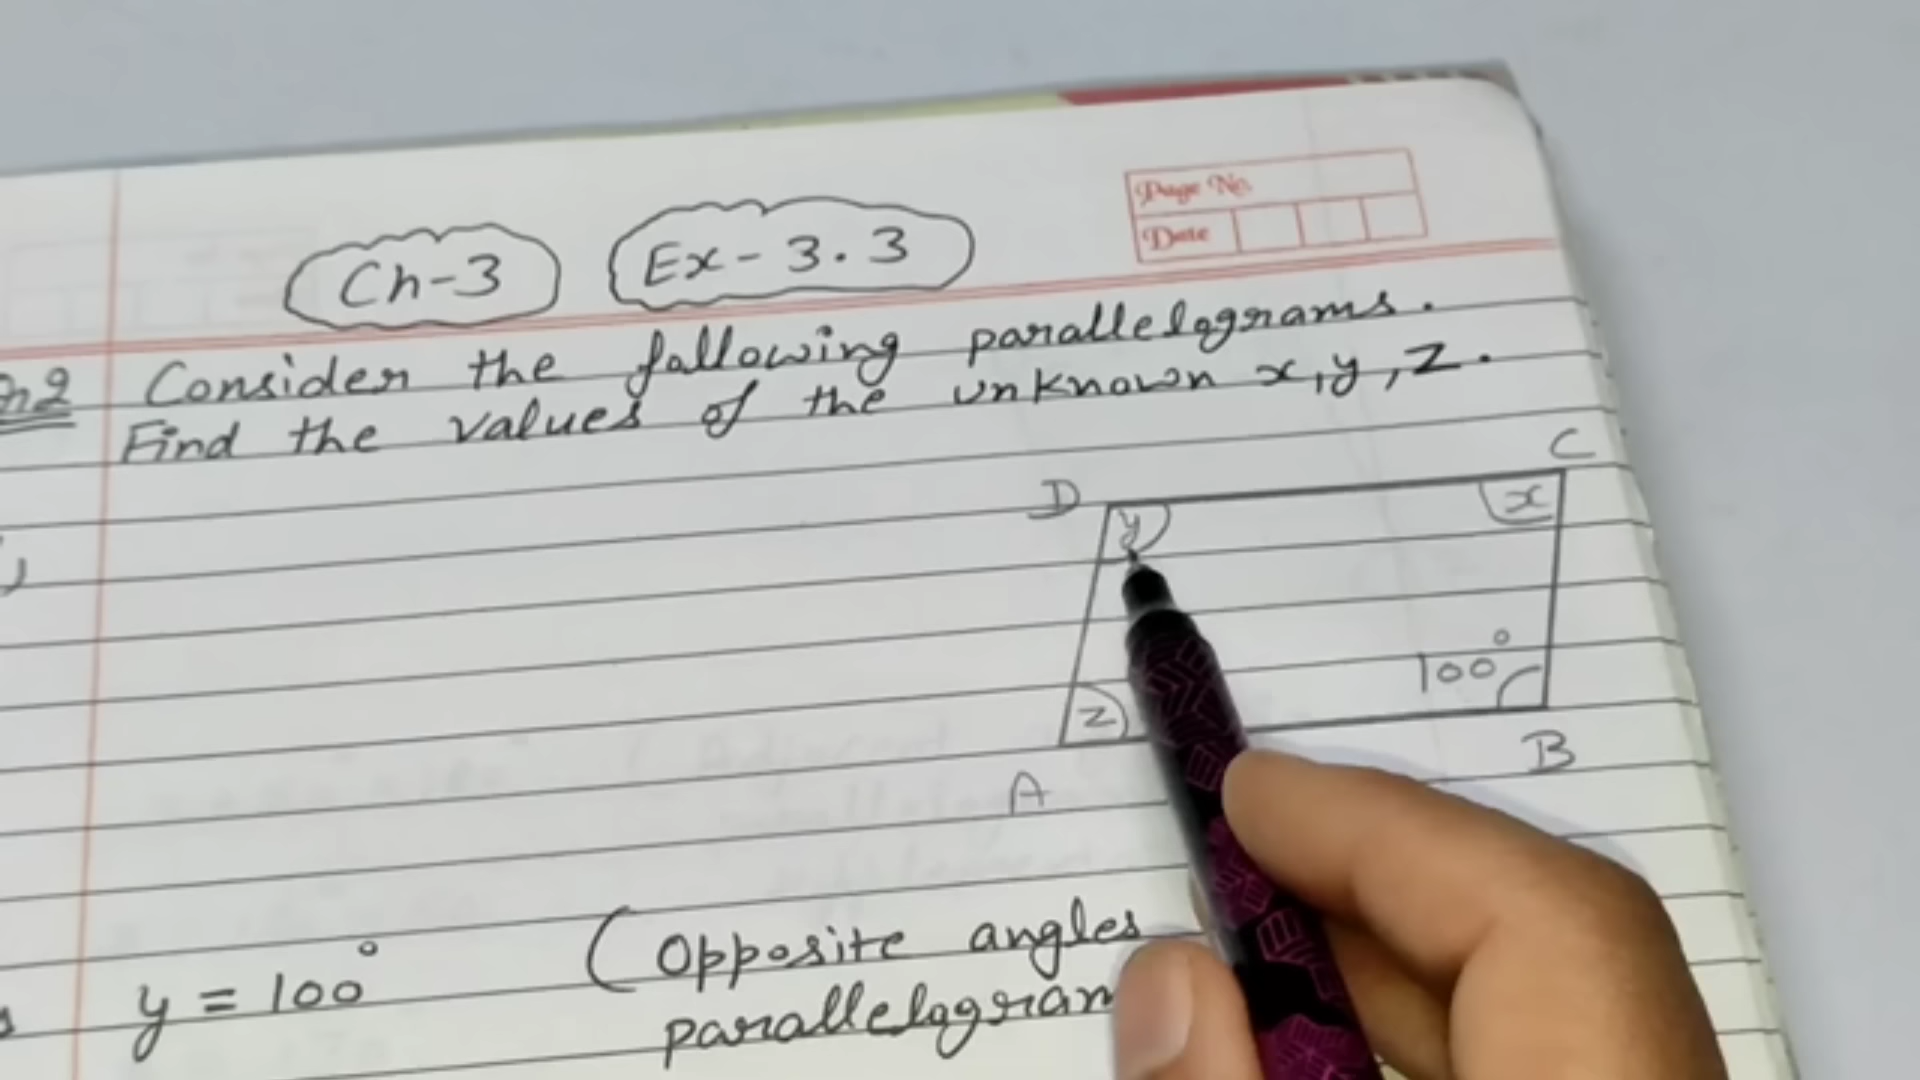 Page No.
Date
Ch-3 Ex-3.3
Consider the following parallelograms.
Find the values of the unknown x,y,z.
C
D
y
x
100°
z
B
A
(Opposite angles
y = 100°
parallelogram